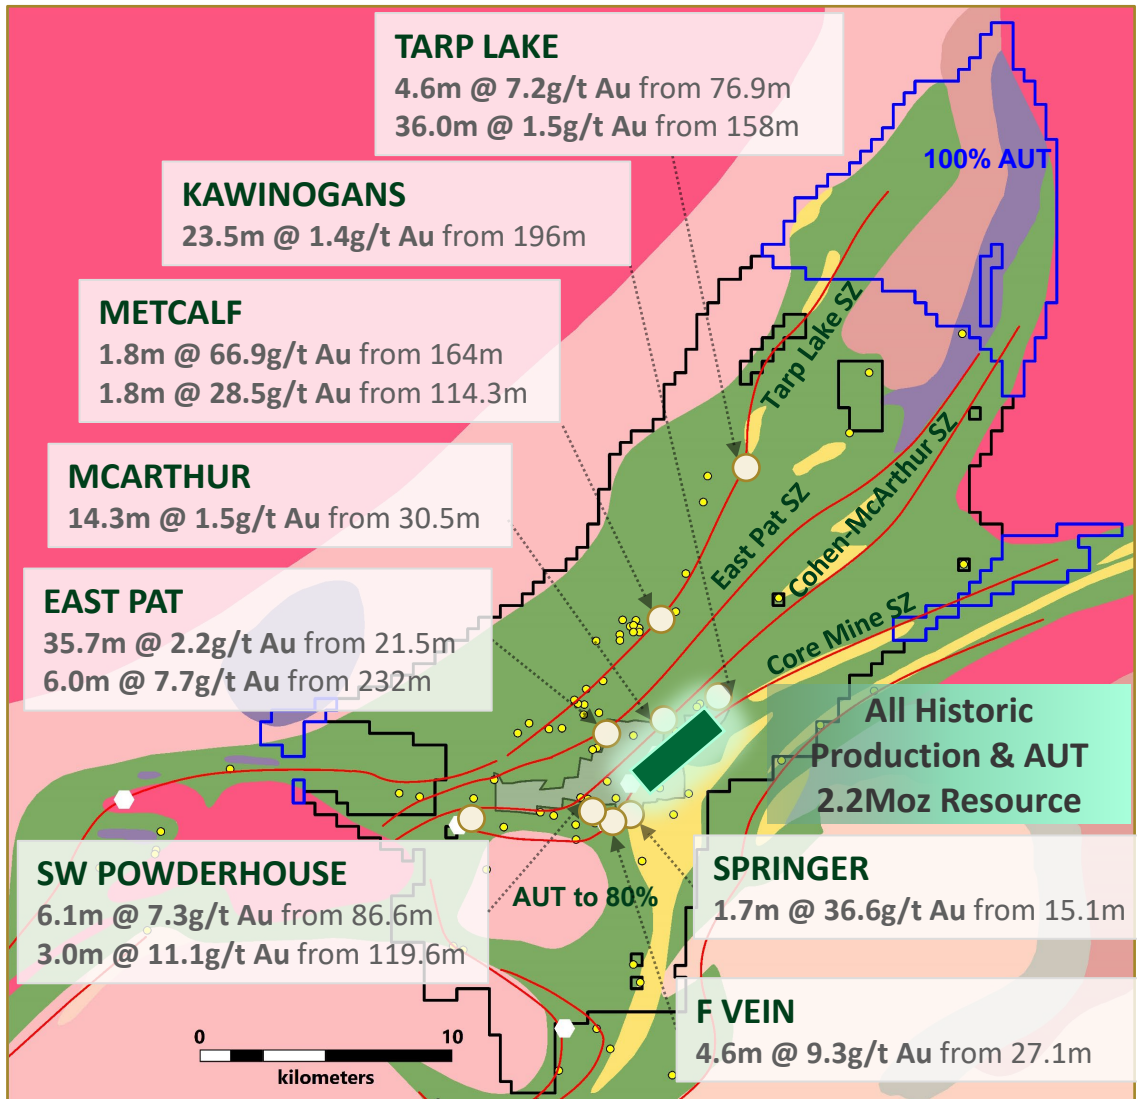 TARP LAKE
4.6m @ 7.2g/t Au from 76.9m
36.0m @ 1.5g/t Au from 158m
100% AUT
KAWINOGANS
23.5m @ 1.4g/t Au from 196m
METCALF
1.8m @ 66.9g/t Au from 164m
1.8m @ 28.5g/t Au from 114.3m
Tarp Lake SZ
MCARTHUR
14.3m @ 1.5g/t Au from 30.5m
East Pat SZ
Cohen-McArthur SZ
EAST PAT
35.7m @ 2.2g/t Au from 21.5m
6.0m @ 7.7g/t Au from 232m
Core Mine SZ
All Historic
Production & AUT
2.2Moz Resource
SW POWDERHOUSE
6.1m @ 7.3g/t Au from 86.6m
3.0m @ 11.1g/t Au from 119.6m
AUT to 80%
SPRINGER
1.7m @ 36.6g/t Au from 15.1m
F VEIN
4.6m @ 9.3g/t Au from 27.1m
0 10
kilometers